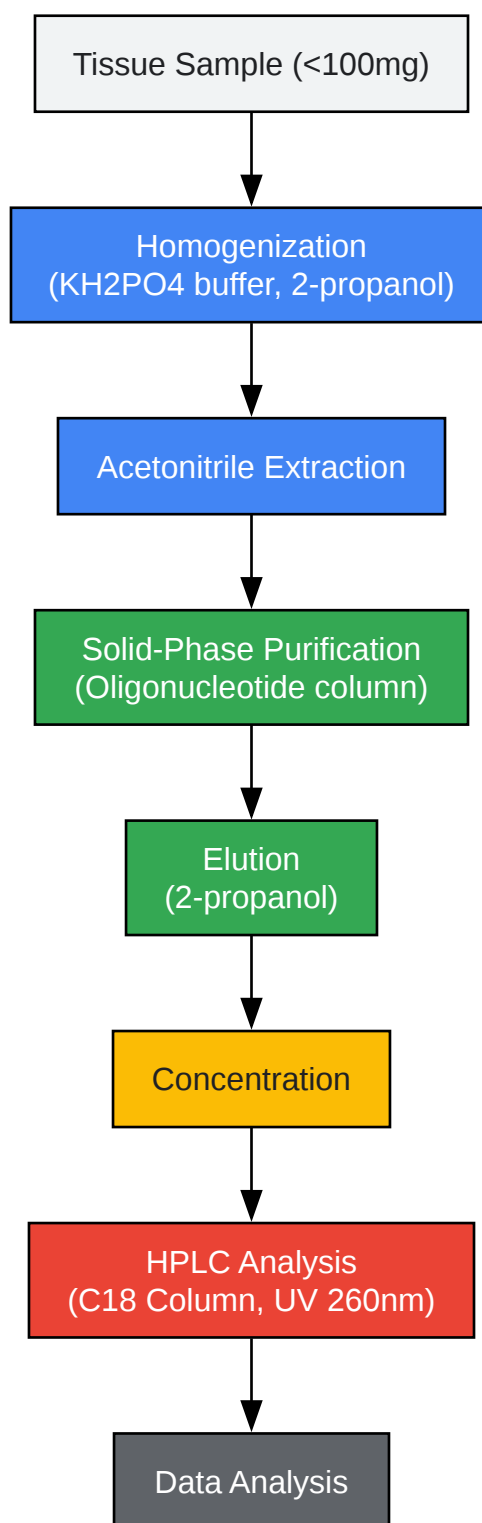 Tissue Sample (<100mg)
Homogenization
(KH2PO4 buffer, 2-propanol)
Acetonitrile Extraction
Solid-Phase Purification
(Oligonucleotide column)
Elution
(2-propanol)
Concentration
HPLC Analysis
(C18 Column, UV 260nm)
Data Analysis